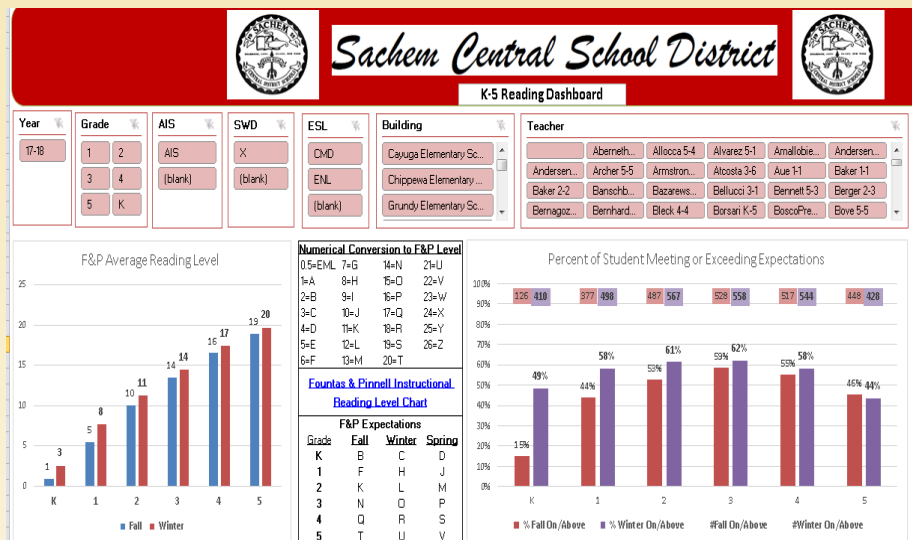 SACHEM
Sachem Central School District
SACHEM
K-5 Reading Dashboard
Year
17-18
Grade
1 2
3 4
5 K
AIS
AIS
(blank)
SWD
X
(blank)
ESL
CMD
ENL
(blank)
Building
Cayuga Elementary Sc...
Chippewa Elementary ...
Grundy Elementary Sc...
Teacher
Aberneth... Allocca 5-4 Alvarez 5-1 Amallobie... Andersen...
Andersen... Archer 5-5 Armstron... Atcosta 3-6 Aue 1-1 Baker 1-1
Baker 2-2 Banschb... Bazarews... Bellucci 3-1 Bennett 5-3 Berger 2-3
Bernagoz... Bernhard... Bleck 4-4 Borsari K-5 BoscoPre... Bove 5-5
F&P Average Reading Level
25
20
15
10
5
0
1 3 5 8 10 11 14 14 16 17 19 20
K 1 2 3 4 5
Fall Winter
Numerical Conversion to F&P Level
0.5=EML 7=G 14=N 21=U
1=A 8=H 15=O 22=V
2=B 9=I 16=P 23=W
3=C 10=J 17=Q 24=X
4=D 11=K 18=R 25=Y
5=E 12=L 19=S 26=Z
6=F 13=M 20=T
Fountas & Pinnell Instructional
Reading Level Chart
F&P Expectations
Grade Fall Winter Spring
K B C D
1 F H J
2 K L M
3 N O P
4 Q R S
5 T U V
Percent of Student Meeting or Exceeding Expectations
100%
90%
80%
70%
60%
50%
40%
30%
20%
10%
0%
126 410 377 498 487 567 528 558 517 544 448 428
15% 49% 44% 58% 53% 61% 59% 62% 55% 58% 46% 44%
K 1 2 3 4 5
% Fall On/Above % Winter On/Above #Fall On/Above #Winter On/Above